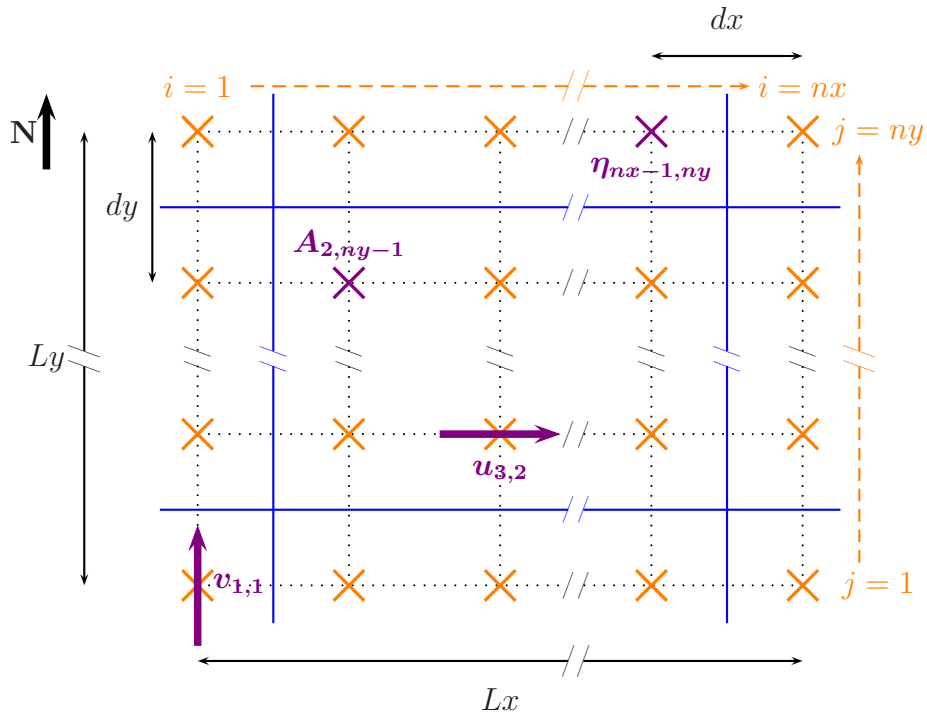 dx
i = 1
i = nx
N
j = ny
η_{nx−1,ny}
dy
A_{2,ny−1}
Ly
u_{3,2}
v_{1,1}
j = 1
Lx